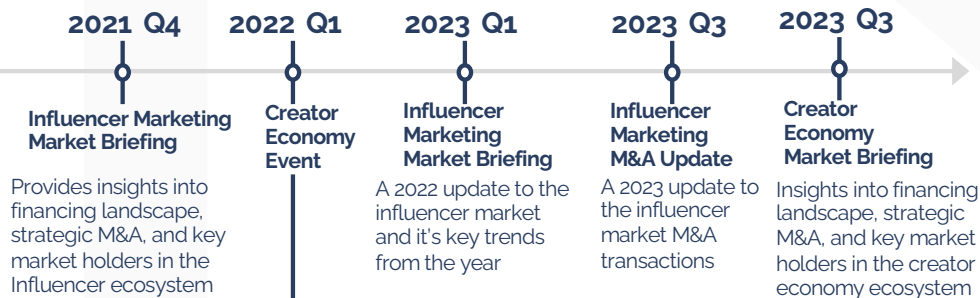 2021 Q4
Influencer Marketing
Market Briefing
Provides insights into
financing landscape,
strategic M&A, and key
market holders in the
Influencer ecosystem
2022 Q1
Creator
Economy
Event
2023 Q1
Influencer
Marketing
Market Briefing
A 2022 update to the
influencer market
and it's key trends
from the year
2023 Q3
Influencer
Marketing
M&A Update
A 2023 update to
the influencer
market M&A
transactions
2023 Q3
Creator
Economy
Market Briefing
Insights into financing
landscape, strategic
M&A, and key market
holders in the creator
economy ecosystem